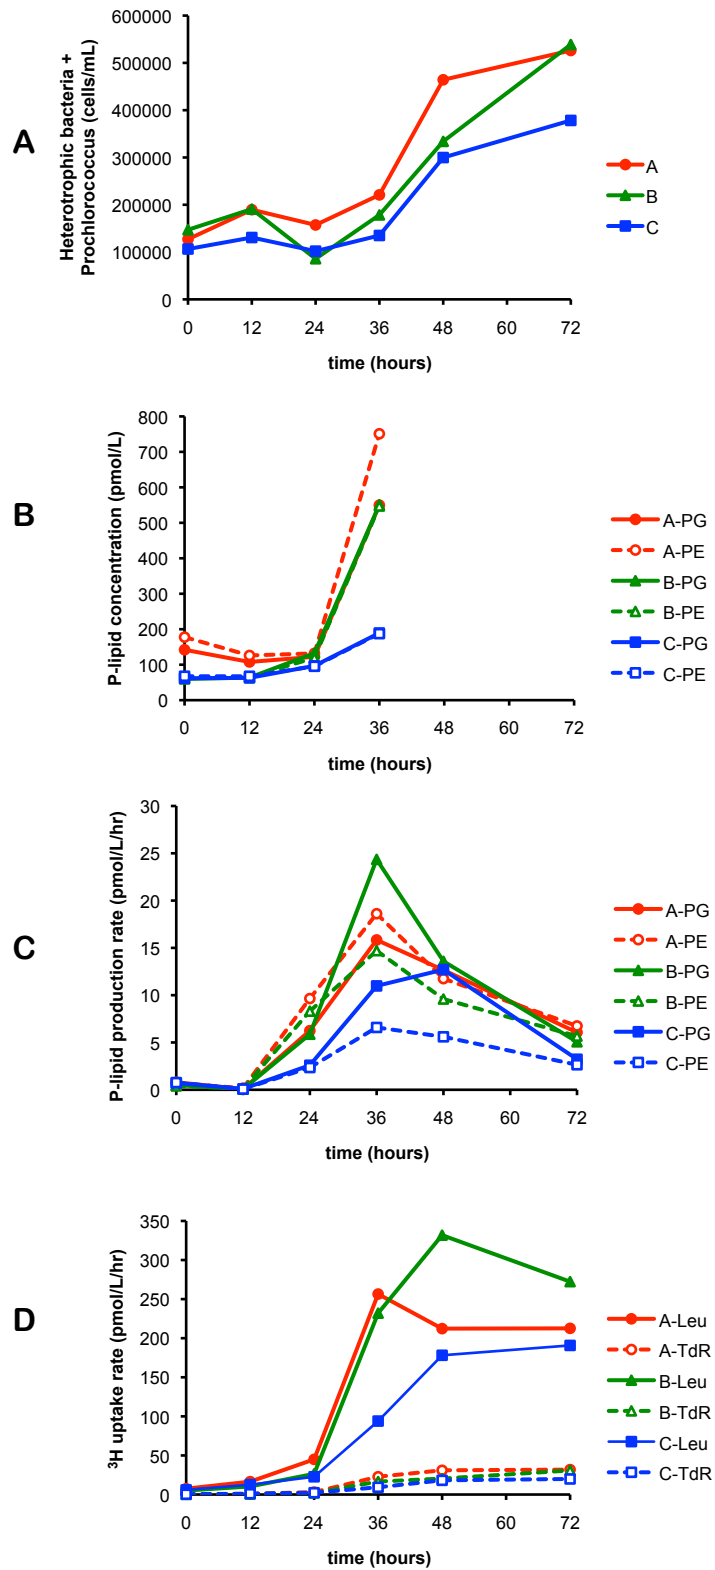 A
Heterotrophic bacteria +
Prochlorococcus (cells/mL)
600000
500000
400000
300000
200000
100000
0
0 12 24 36 48 60 72
time (hours)
A
B
C
B
P-lipid concentration (pmol/L)
800
700
600
500
400
300
200
100
0
0 12 24 36 48 60 72
time (hours)
A-PG
A-PE
B-PG
B-PE
C-PG
C-PE
C
P-lipid production rate (pmol/L/hr)
30
25
20
15
10
5
0
0 12 24 36 48 60 72
time (hours)
A-PG
A-PE
B-PG
B-PE
C-PG
C-PE
D
³H uptake rate (pmol/L/hr)
350
300
250
200
150
100
50
0
0 12 24 36 48 60 72
time (hours)
A-Leu
A-TdR
B-Leu
B-TdR
C-Leu
C-TdR